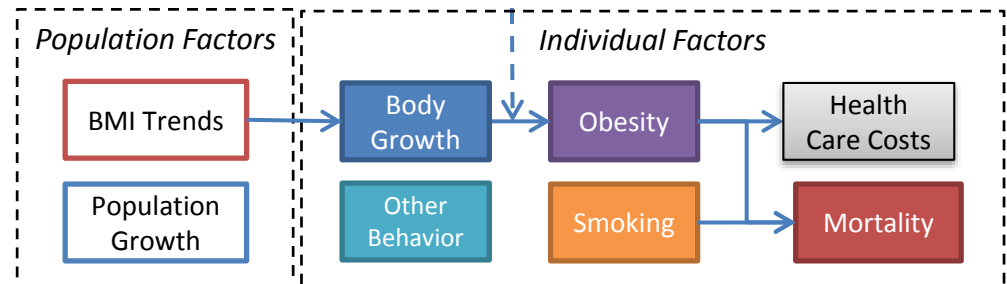 Population Factors
Individual Factors
BMI Trends
Body
Growth
Obesity
Health
Care Costs
Population
Growth
Other
Behavior
Smoking
Mortality